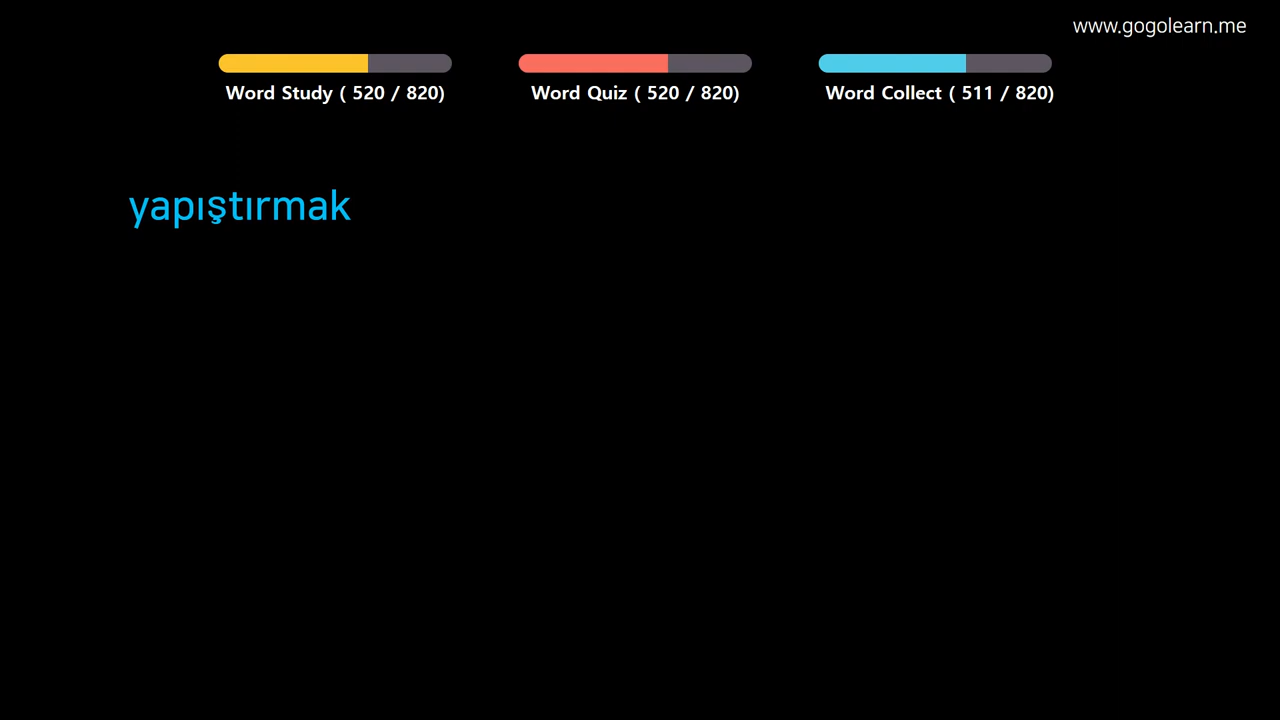 www.gogolearn.me
Word Study ( 520 / 820)
Word Quiz ( 520 / 820)
Word Collect ( 511 / 820)
yapıştırmak